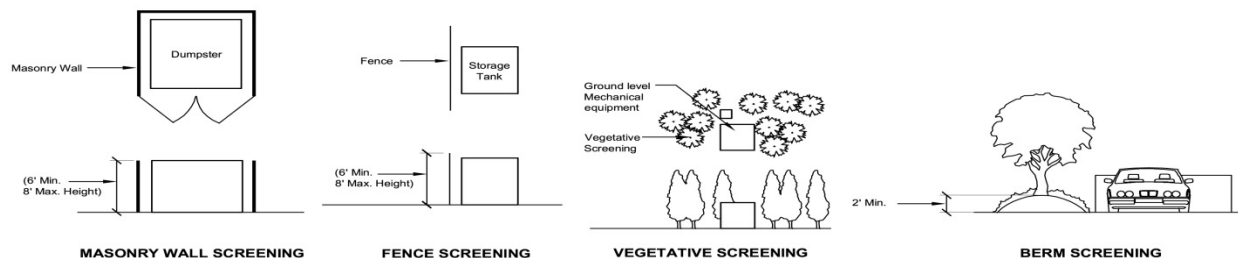 Dumpster
Masonry Wall
(6' Min.
8' Max. Height)
MASONRY WALL SCREENING
Fence
Storage
Tank
(6' Min.
8' Max. Height)
FENCE SCREENING
Ground level
Mechanical
equipment
Vegetative
Screening
VEGETATIVE SCREENING
2' Min.
BERM SCREENING